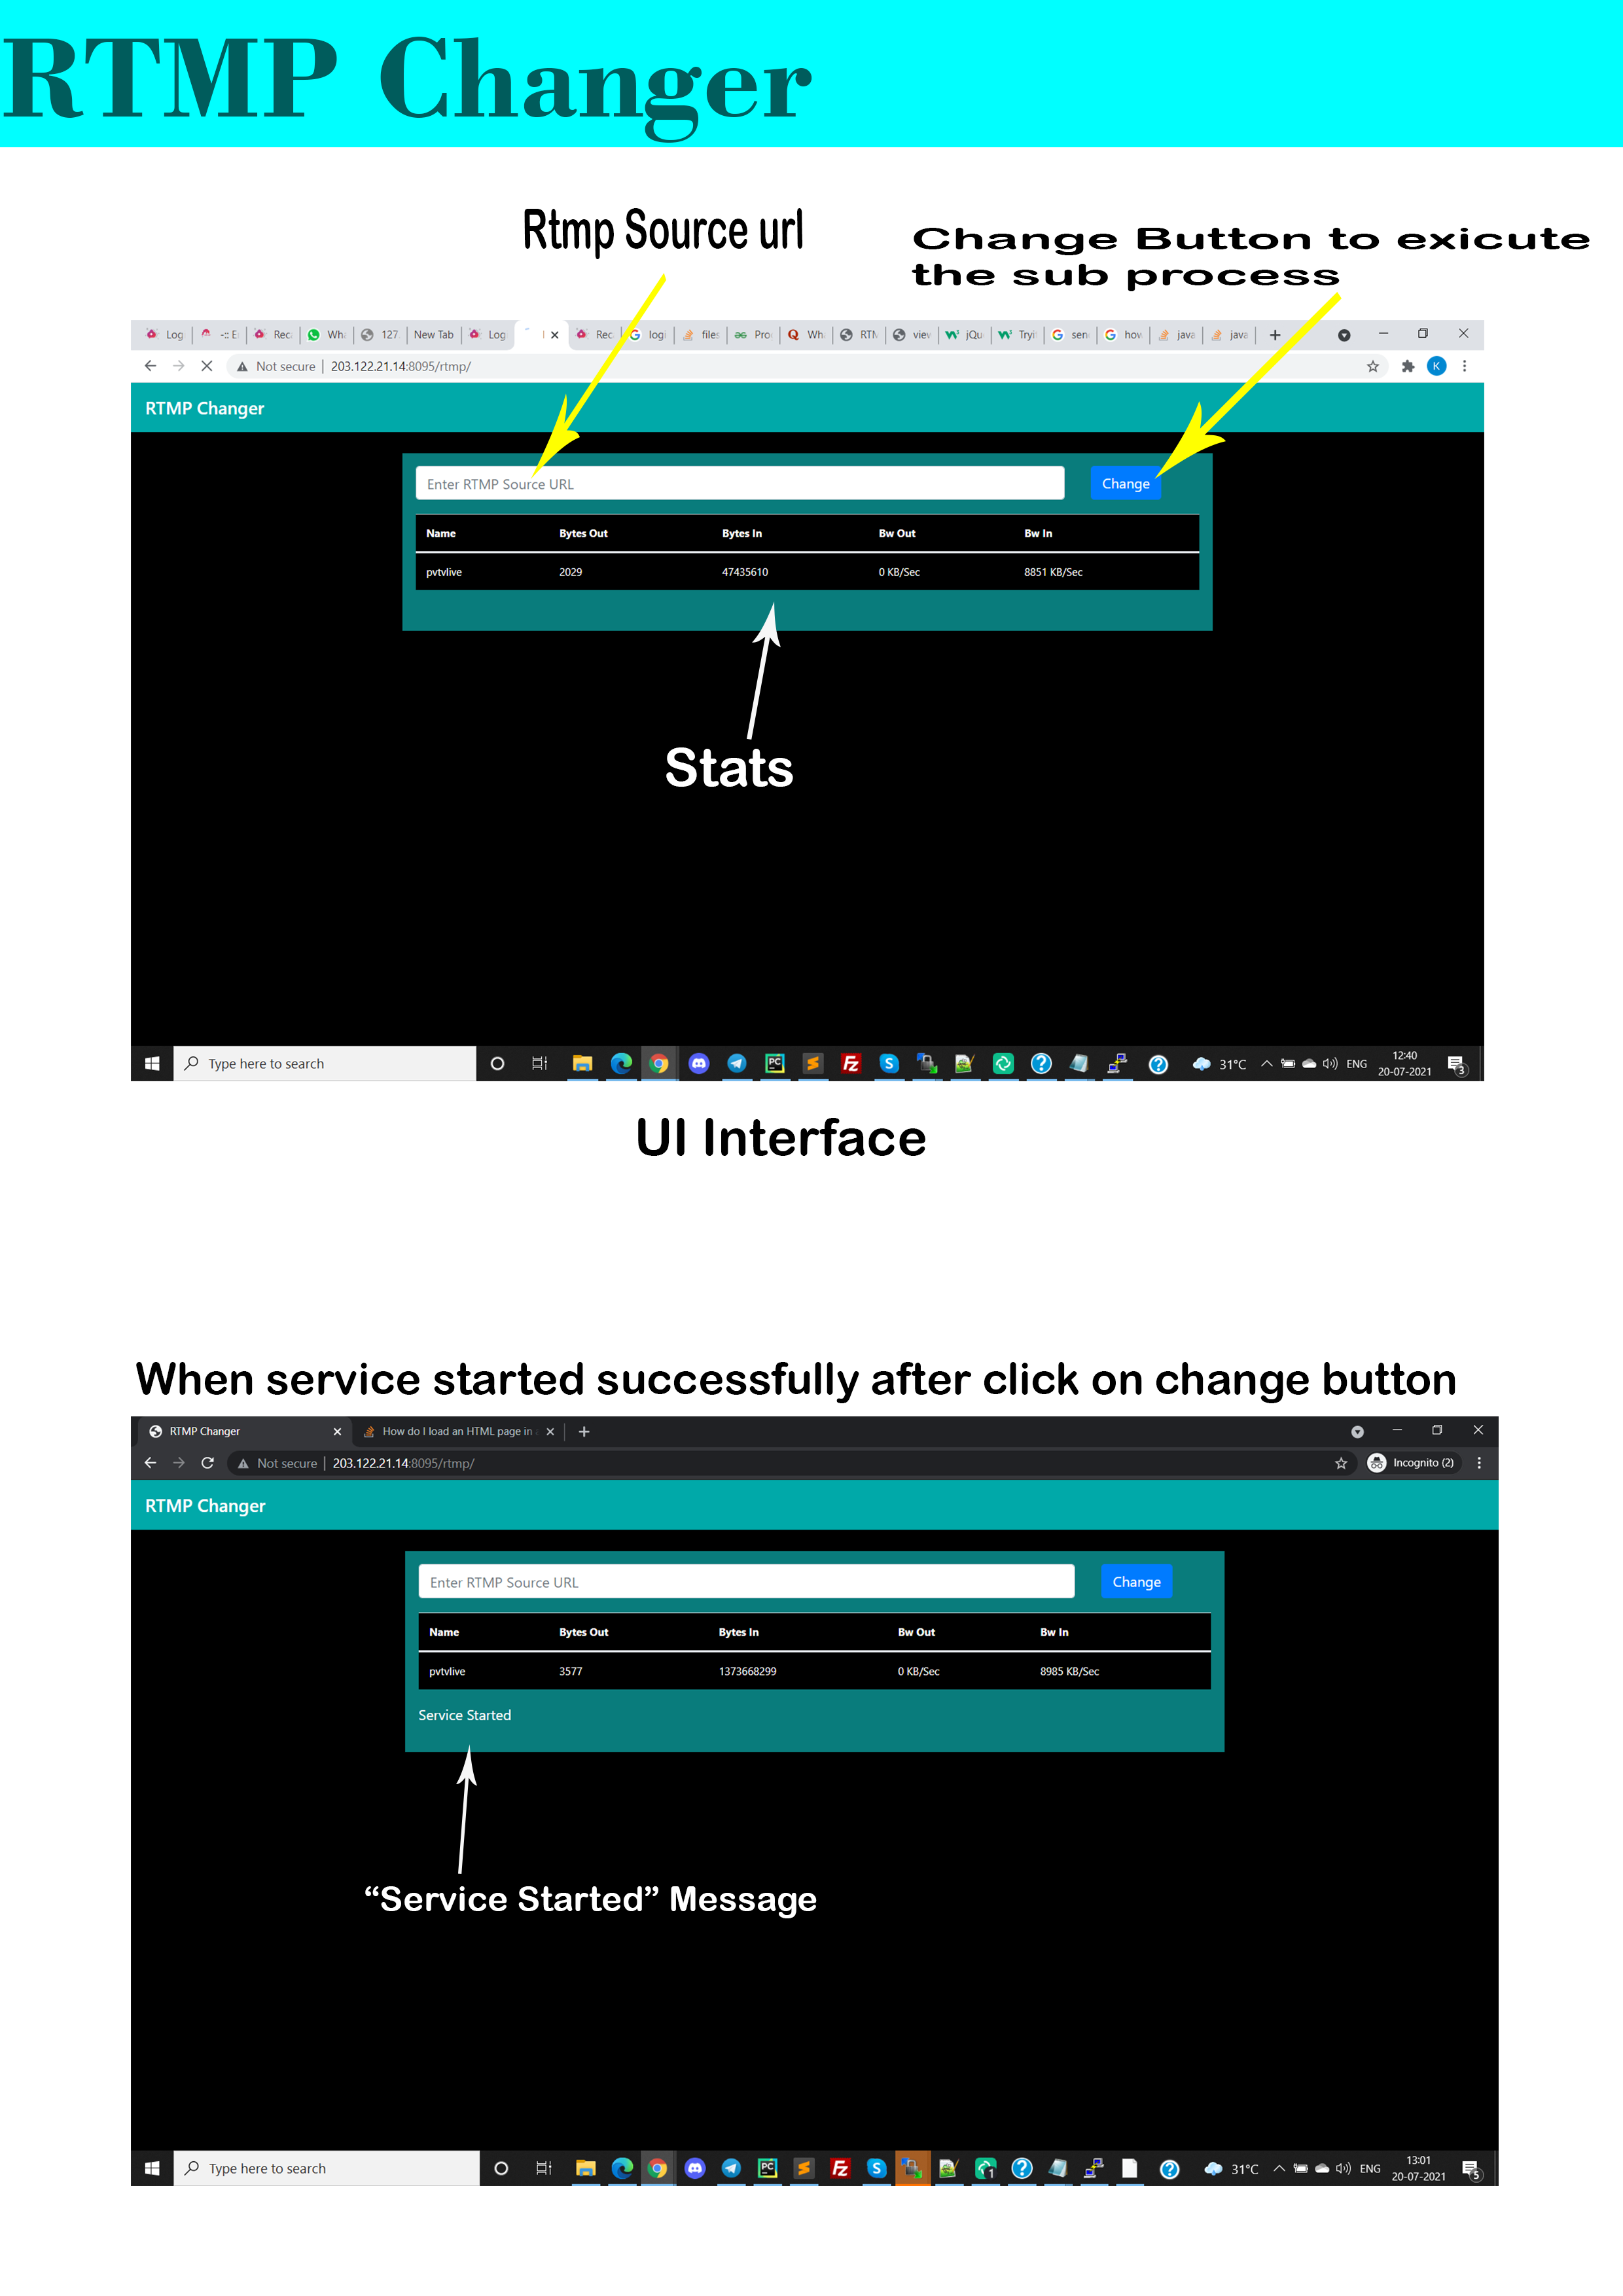 RTMP Changer
Rtmp Source url
Change Button to exicute
the sub process
Log -:: E Reca Wh 127 New Tab Log Rec logi files Pro Wh RTM view jQu Tryi sen how java java
Not secure | 203.122.21.14:8095/rtmp/
RTMP Changer
Enter RTMP Source URL Change
Name Bytes Out Bytes In Bw Out Bw In
pvtvlive 2029 47435610 0 KB/Sec 8851 KB/Sec
Stats
Type here to search 31°C ENG 12:40
20-07-2021 3
UI Interface
When service started successfully after click on change button
RTMP Changer How do I load an HTML page in
Not secure | 203.122.21.14:8095/rtmp/ Incognito (2)
RTMP Changer
Enter RTMP Source URL Change
Name Bytes Out Bytes In Bw Out Bw In
pvtvlive 3577 1373668299 0 KB/Sec 8985 KB/Sec
Service Started
“Service Started” Message
Type here to search 31°C ENG 13:01
20-07-2021 5